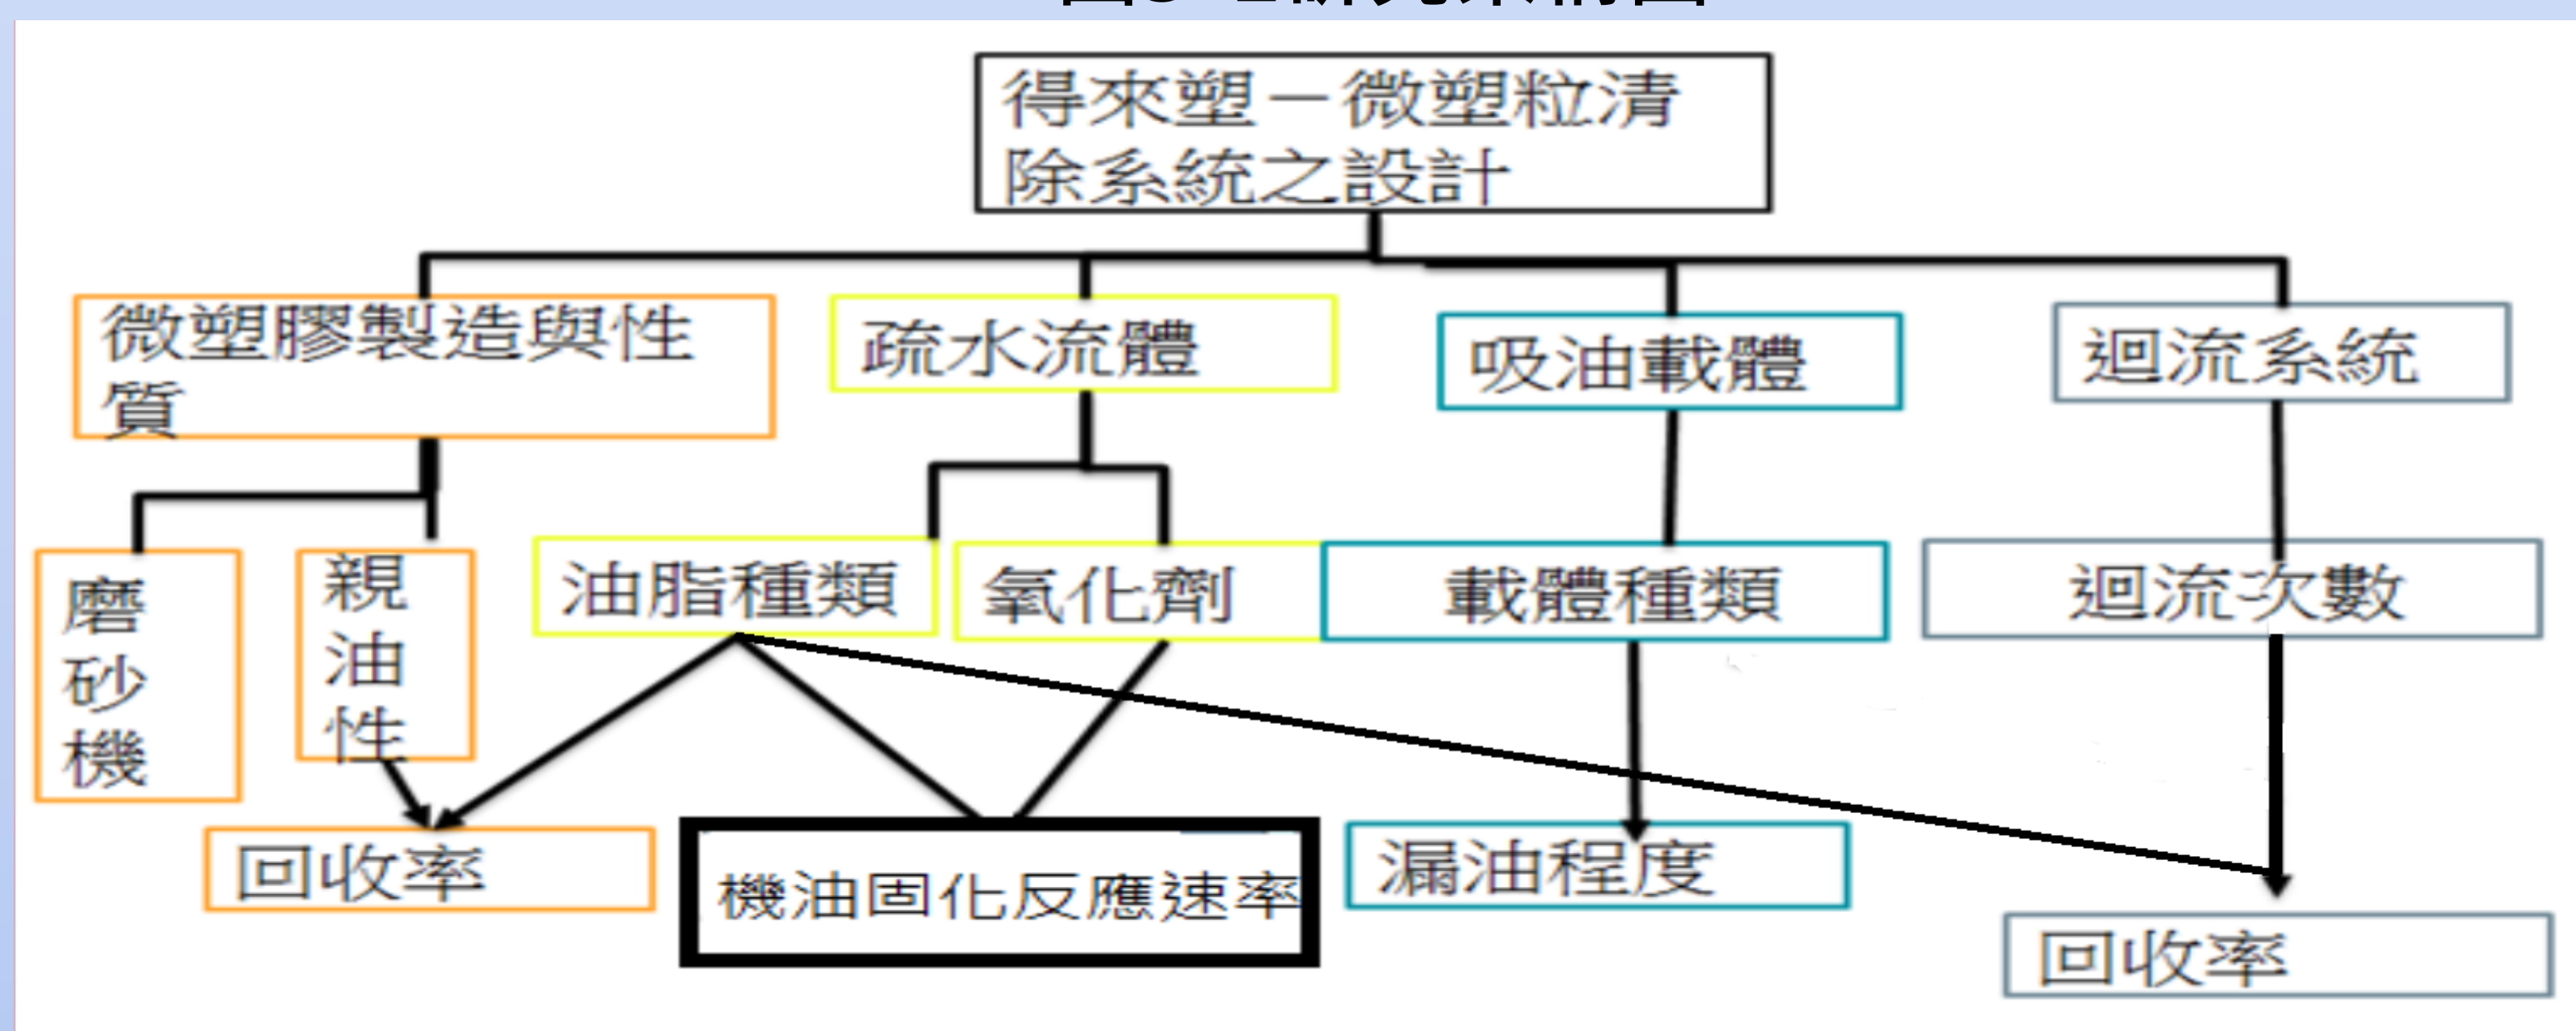 得來塑－微塑粒清
除系統之設計
微塑膠製造與性
質
疏水流體
吸油載體
迴流系統
磨
砂
機
親
油
性
油脂種類
氧化劑
載體種類
迴流次數
回收率
機油固化反應速率
漏油程度
回收率